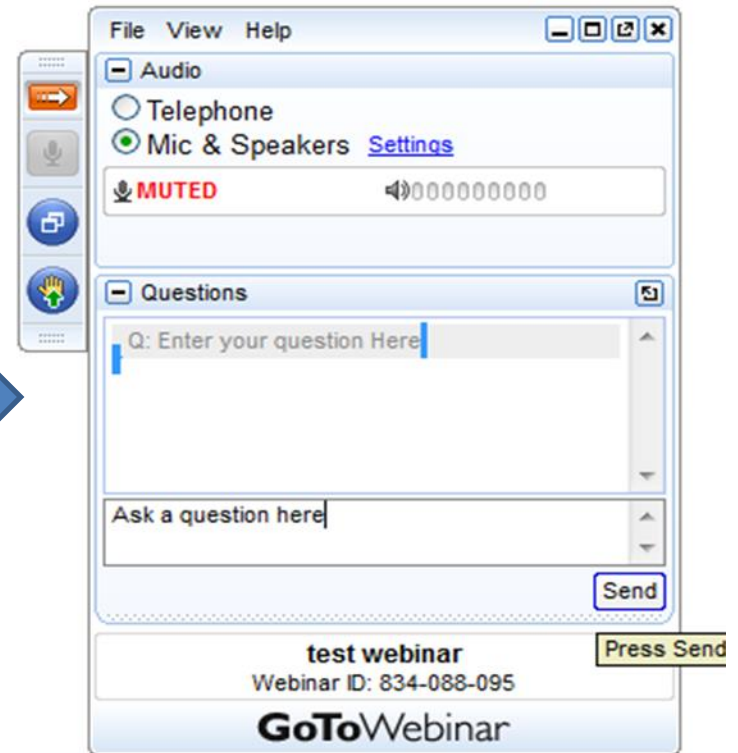 File View Help
Audio
Telephone
Mic & Speakers Settings
MUTED 000000000
Questions
Q: Enter your question Here
Ask a question here
Send
Press Send
test webinar
Webinar ID: 834-088-095
GoToWebinar